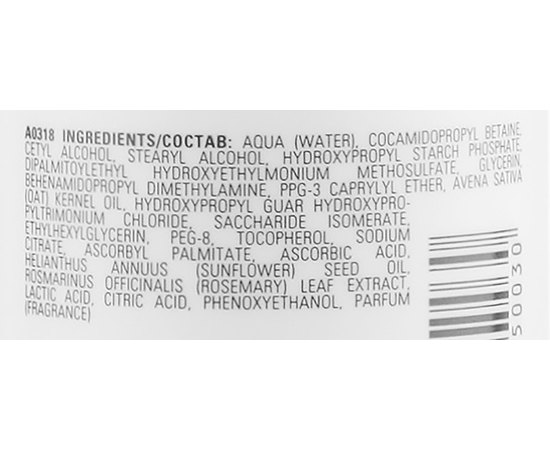 A0318 INGREDIENTS/СОСТАВ: AQUA (WATER), COCAMIDOPROPYL BETAINE,
CETYL ALCOHOL, STEARYL ALCOHOL, HYDROXYPROPYL STARCH PHOSPHATE,
DIPALMITOYLETHYL HYDROXYETHYLMONIUM METHOSULFATE, GLYCERIN,
BEHENAMIDOPROPYL DIMETHYLAMINE, PPG-3 CAPRYLYL ETHER, AVENA SATIVA
(OAT) KERNEL OIL, HYDROXYPROPYL GUAR HYDROXYPRO-
PYLTRIMONIUM CHLORIDE, SACCHARIDE ISOMERATE,
ETHYLHEXYLGLYCERIN, PEG-8, TOCOPHEROL, SODIUM
CITRATE, ASCORBYL PALMITATE, ASCORBIC ACID,
HELIANTHUS ANNUUS (SUNFLOWER) SEED OIL,
ROSMARINUS OFFICINALIS (ROSEMARY) LEAF EXTRACT,
LACTIC ACID, CITRIC ACID, PHENOXYETHANOL, PARFUM
(FRAGRANCE)
50030